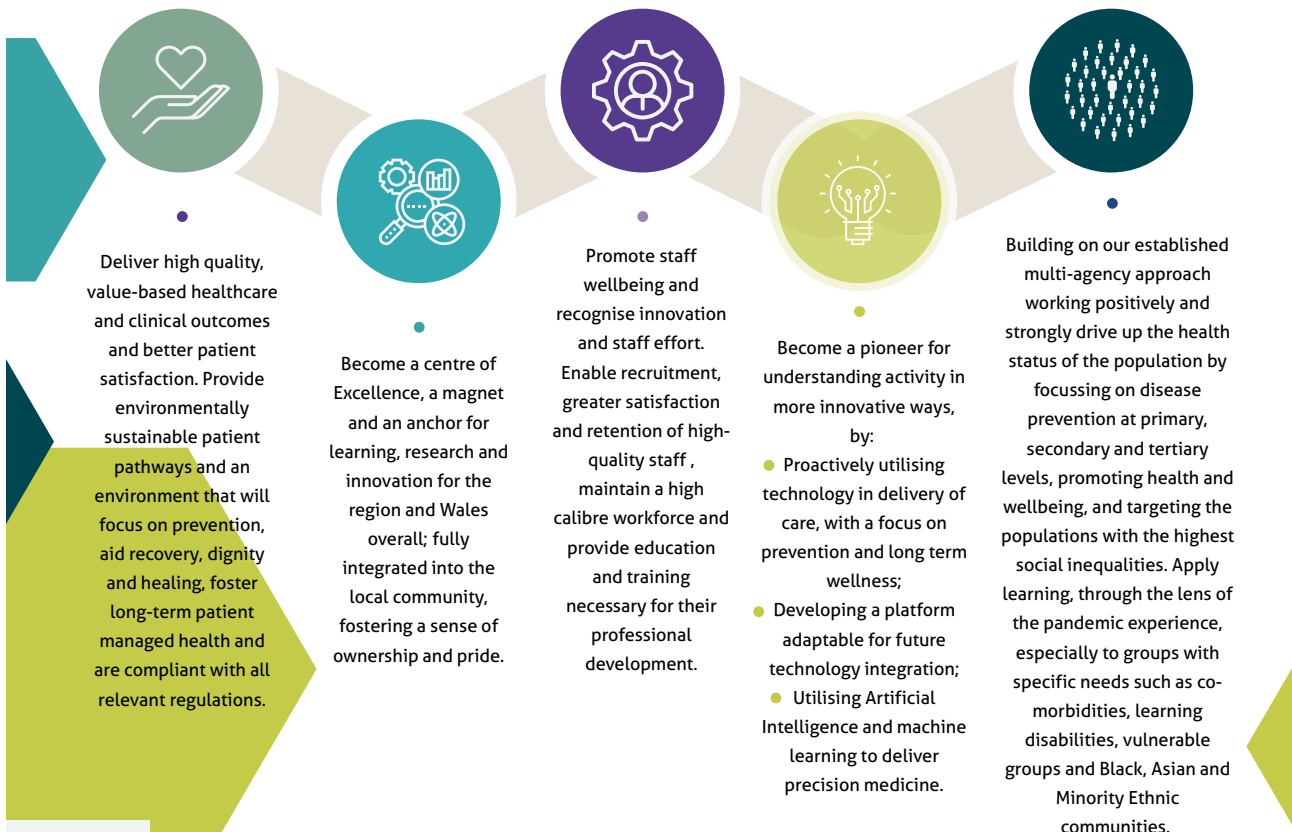 Deliver high quality,
value-based healthcare
and clinical outcomes
and better patient
satisfaction. Provide
environmentally
sustainable patient
pathways and an
environment that will
focus on prevention,
aid recovery, dignity
and healing, foster
long-term patient
managed health and
are compliant with all
relevant regulations.
Become a centre of
Excellence, a magnet
and an anchor for
learning, research and
innovation for the
region and Wales
overall; fully
integrated into the
local community,
fostering a sense of
ownership and pride.
Promote staff
wellbeing and
recognise innovation
and staff effort.
Enable recruitment,
greater satisfaction
and retention of high-
quality staff ,
maintain a high
calibre workforce and
provide education
and training
necessary for their
professional
development.
Become a pioneer for
understanding activity in
more innovative ways,
by:
● Proactively utilising
technology in delivery of
care, with a focus on
prevention and long term
wellness;
● Developing a platform
adaptable for future
technology integration;
● Utilising Artificial
Intelligence and machine
learning to deliver
precision medicine.
Building on our established
multi-agency approach
working positively and
strongly drive up the health
status of the population by
focussing on disease
prevention at primary,
secondary and tertiary
levels, promoting health and
wellbeing, and targeting the
populations with the highest
social inequalities. Apply
learning, through the lens of
the pandemic experience,
especially to groups with
specific needs such as co-
morbidities, learning
disabilities, vulnerable
groups and Black, Asian and
Minority Ethnic
communities.